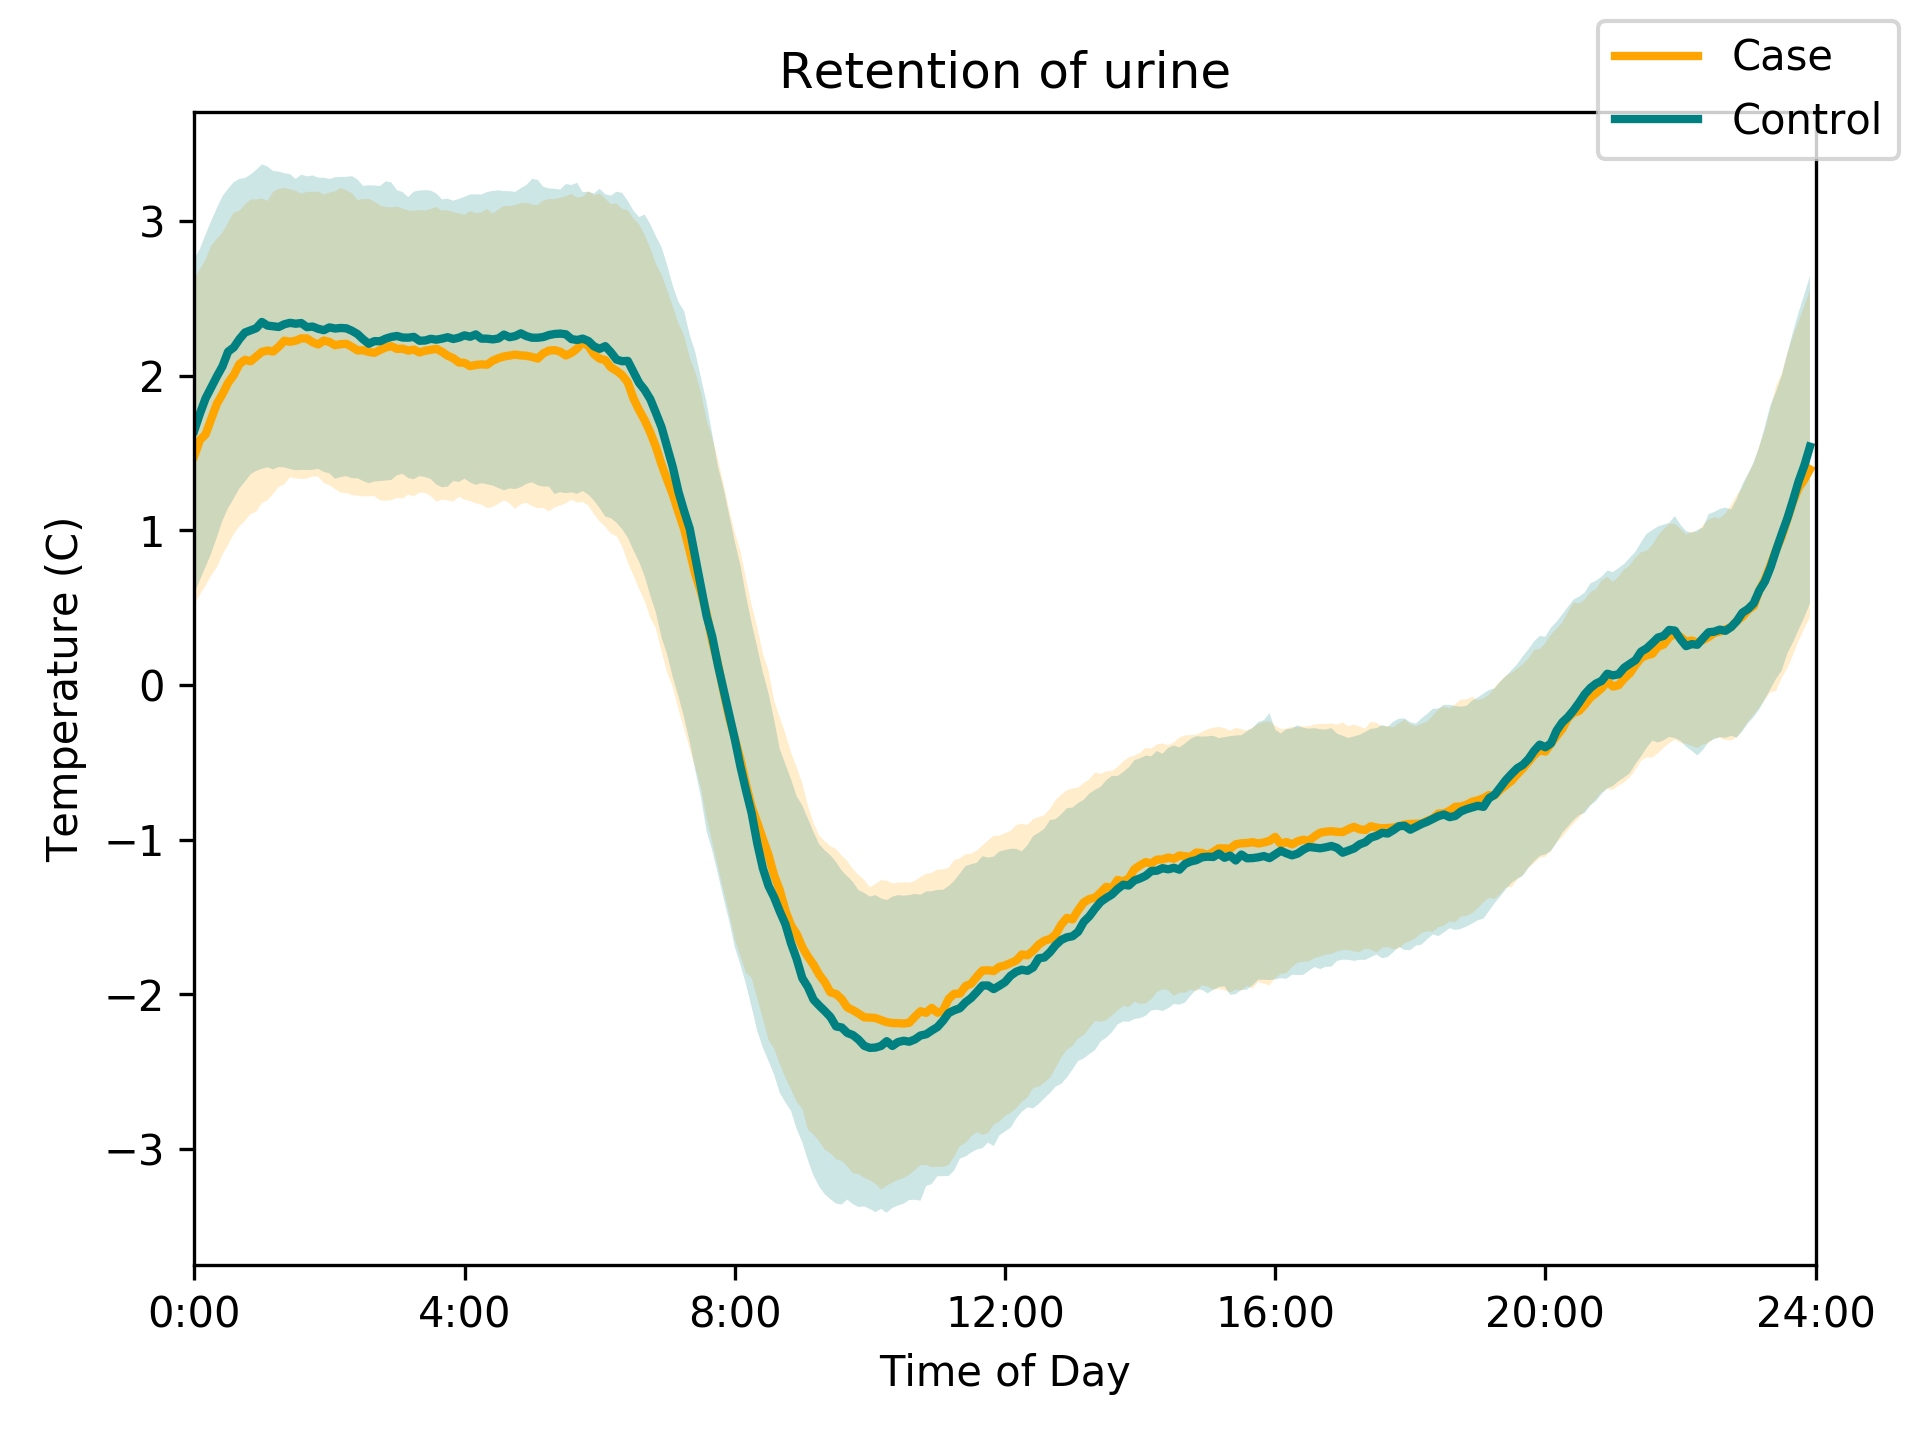 Retention of urine
Case
Control
Temperature (C)
3
2
1
0
−1
−2
−3
0:00 4:00 8:00 12:00 16:00 20:00 24:00
Time of Day